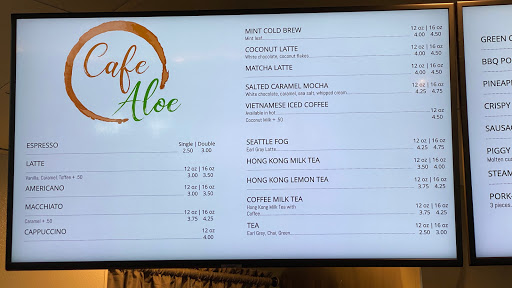 Cafe
Aloe
ESPRESSO
Single | Double
2.50 3.00
LATTE
12 oz | 16 oz
Vanilla, Caramel, Toffee + .50
3.00 3.50
AMERICANO
12 oz | 16 oz
3.00 3.50
MACCHIATO
12 oz | 16 oz
Caramel + .50
3.75 4.25
CAPPUCCINO
12 oz
4.00
MINT COLD BREW
12 oz | 16 oz
Mint leaf
4.00 4.50
COCONUT LATTE
12 oz | 16 oz
White chocolate, coconut flakes
4.00 4.50
MATCHA LATTE
12 oz | 16 oz
4.00 4.50
SALTED CARAMEL MOCHA
12 oz | 16 oz
White chocolate, caramel, sea salt, whipped cream
4.25 4.75
VIETNAMESE ICED COFFEE
Available in hot
12 oz
Coconut Milk + .50
4.50
SEATTLE FOG
12 oz | 16 oz
Earl Gray Latte
4.25 4.75
HONG KONG MILK TEA
12 oz | 16 oz
3.50 4.00
HONG KONG LEMON TEA
12 oz | 16 oz
3.75 4.25
COFFEE MILK TEA
Hong Kong Milk Tea with
12 oz | 16 oz
Coffee
3.75 4.25
TEA
12 oz | 16 oz
Earl Grey, Chai, Green
2.50 3.00
GREEN
BBQ
PINEAP
CRISPY
SAUSA
PIGGY
Molten
STEAM
PORK
3 pieces